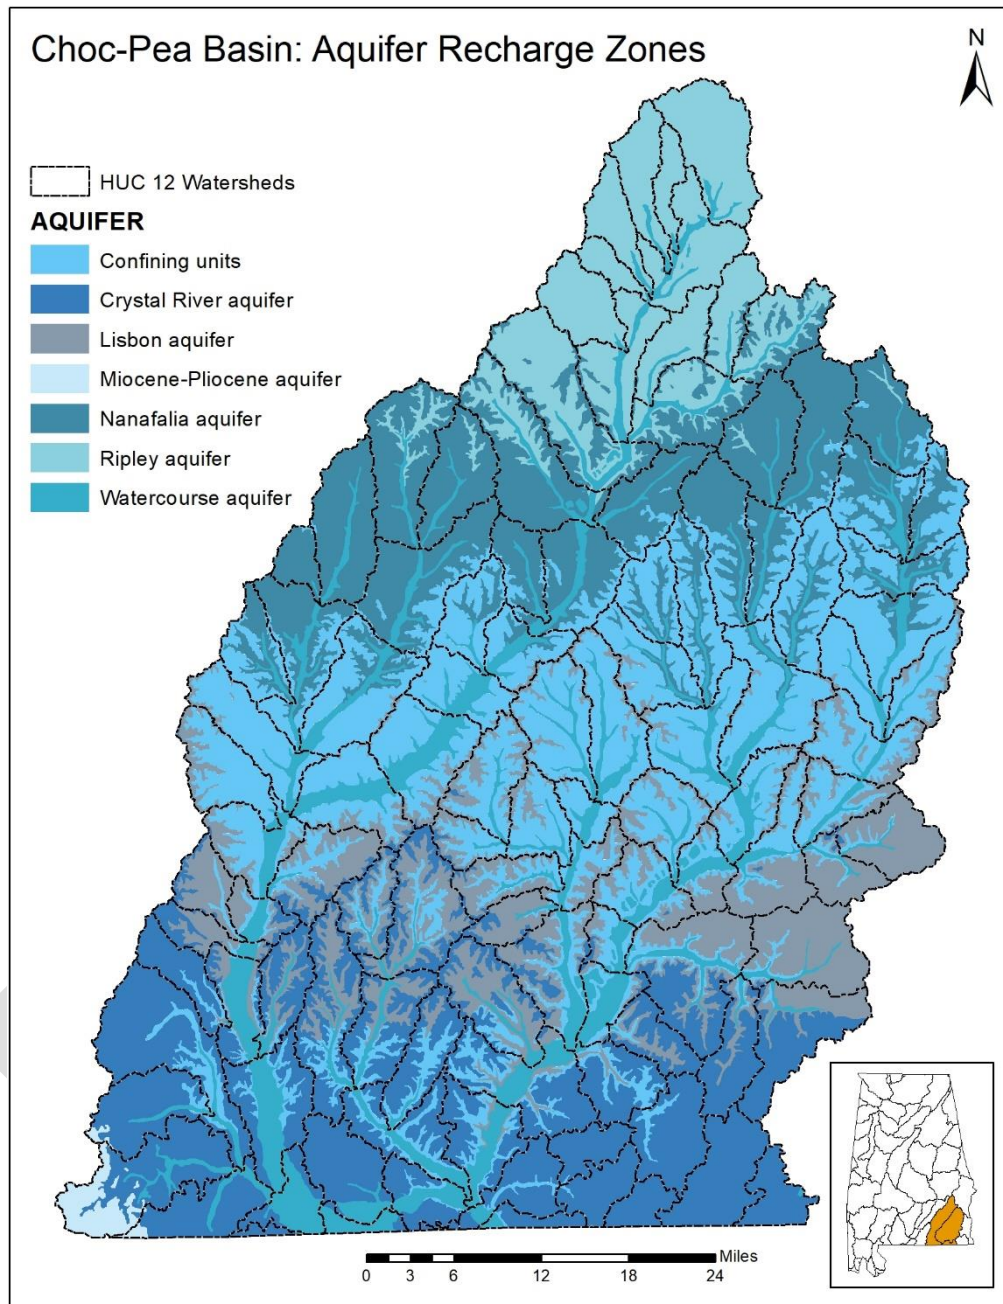 Choc-Pea Basin: Aquifer Recharge Zones
N
HUC 12 Watersheds
AQUIFER
Confining units
Crystal River aquifer
Lisbon aquifer
Miocene-Pliocene aquifer
Nanafalia aquifer
Ripley aquifer
Watercourse aquifer
Miles
0 3 6 12 18 24